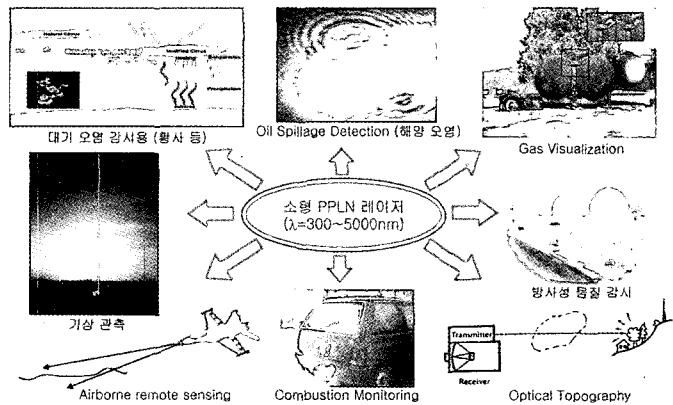 대기 오염 감시용 (황사 등)
Oil Spillage Detection (해양 오염)
Gas Visualization
소형 PPLN 레이저
(λ=300~5000nm)
기상 관측
방사성 물질 감시
Transmitter
Receiver
Airborne remote sensing
Combustion Monitoring
Optical Topography